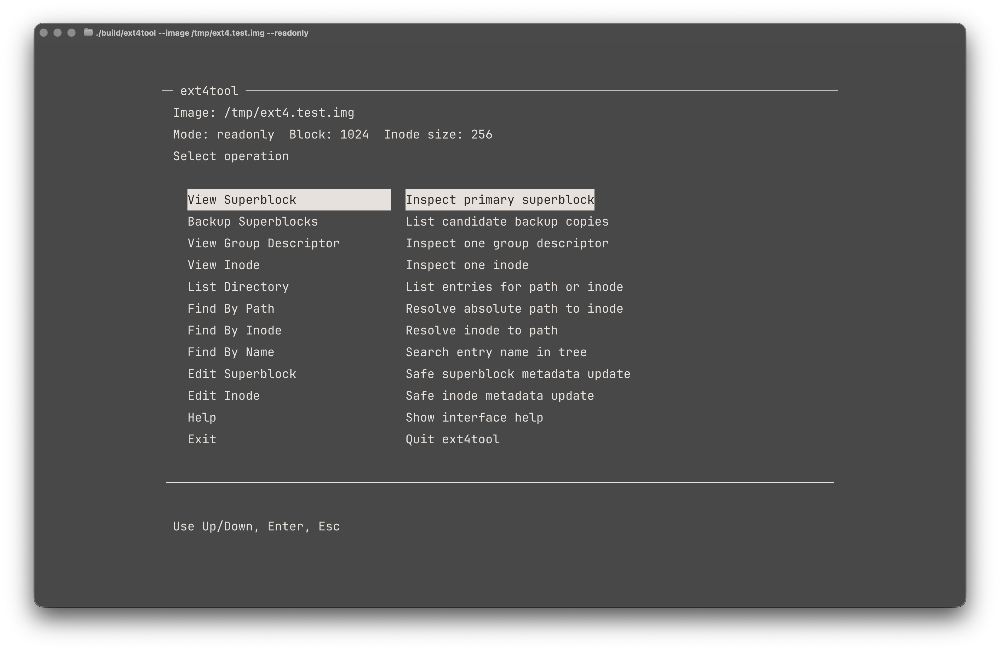 ./build/ext4tool --image /tmp/ext4.test.img --readonly
ext4tool
Image: /tmp/ext4.test.img
Mode: readonly  Block: 1024  Inode size: 256
Select operation
View Superblock  Inspect primary superblock
Backup Superblocks  List candidate backup copies
View Group Descriptor  Inspect one group descriptor
View Inode  Inspect one inode
List Directory  List entries for path or inode
Find By Path  Resolve absolute path to inode
Find By Inode  Resolve inode to path
Find By Name  Search entry name in tree
Edit Superblock  Safe superblock metadata update
Edit Inode  Safe inode metadata update
Help  Show interface help
Exit  Quit ext4tool
Use Up/Down, Enter, Esc